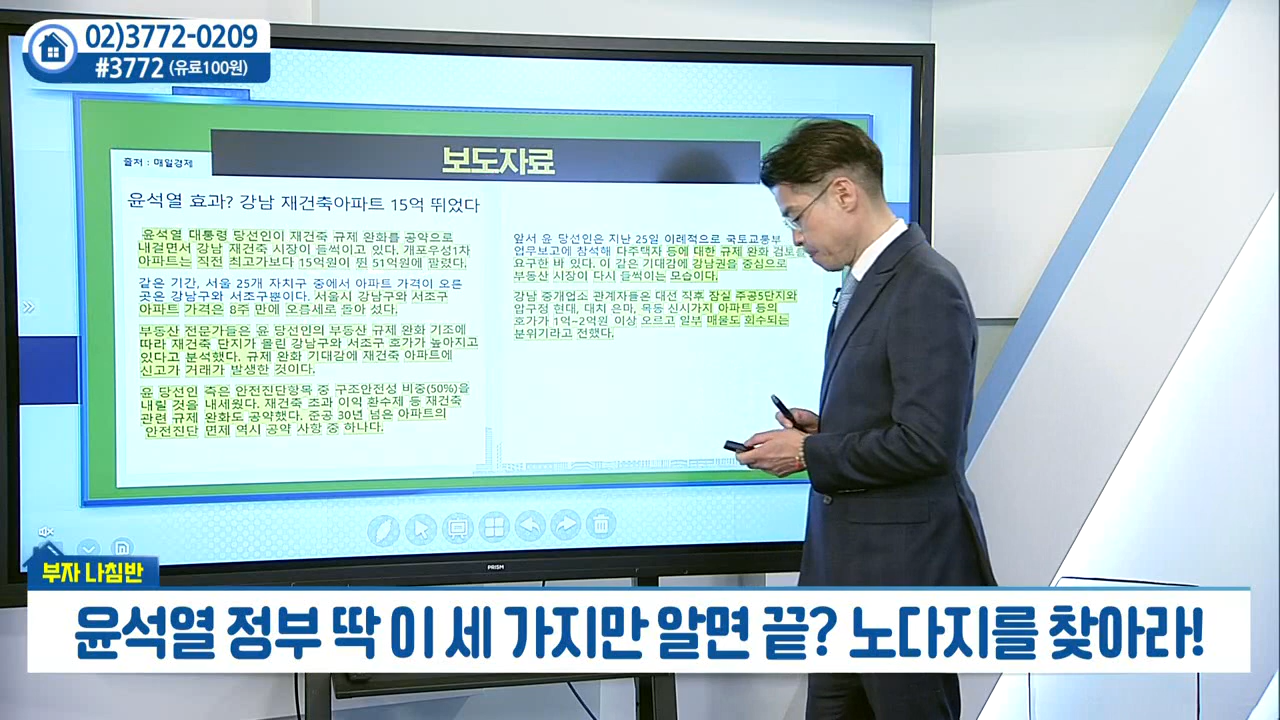 02)3772-0209
#3772 (유료100원)
보도자료
출저 : 매일경제
윤석열 효과? 강남 재건축아파트 15억 뛰었다
윤석열 대통령 당선인이 재건축 규제 완화를 공약으로
내걸면서 강남 재건축 시장이 들썩이고 있다. 개포우성1차
아파트는 직전 최고가보다 15억원이 뛴 51억원에 팔렸다.
같은 기간, 서울 25개 자치구 중에서 아파트 가격이 오른
곳은 강남구와 서초구뿐이다. 서울시 강남구와 서초구
아파트 가격은 8주 만에 오름세로 돌아 섰다.
부동산 전문가들은 윤 당선인의 부동산 규제 완화 기조에
따라 재건축 단지가 몰린 강남구와 서초구 호가가 높아지고
있다고 분석했다. 규제 완화 기대감에 재건축 아파트에
신고가 거래가 발생한 것이다.
윤 당선인 측은 안전진단항목 중 구조안전성 비중(50%)을
내릴 것을 내세웠다. 재건축 초과 이익 환수제 등 재건축
관련 규제 완화도 공약했다. 준공 30년 넘은 아파트의
안전진단 면제 역시 공약 사항 중 하나다.
앞서 윤 당선인은 지난 25일 이례적으로 국토교통부
업무보고에 참석해 다주택자 등에 대한 규제 완화 검토를
요구한 바 있다. 이 같은 기대감에 강남권을 중심으로
부동산 시장이 다시 들썩이는 모습이다.
강남 중개업소 관계자들은 대선 직후 잠실 주공5단지와
압구정 현대, 대치 은마, 목동 신시가지 아파트 등의
호가가 1억~2억원 이상 오르고 일부 매물도 회수되는
분위기라고 전했다.
PRISM
부자 나침반
윤석열 정부 딱 이 세 가지만 알면 끝? 노다지를 찾아라!